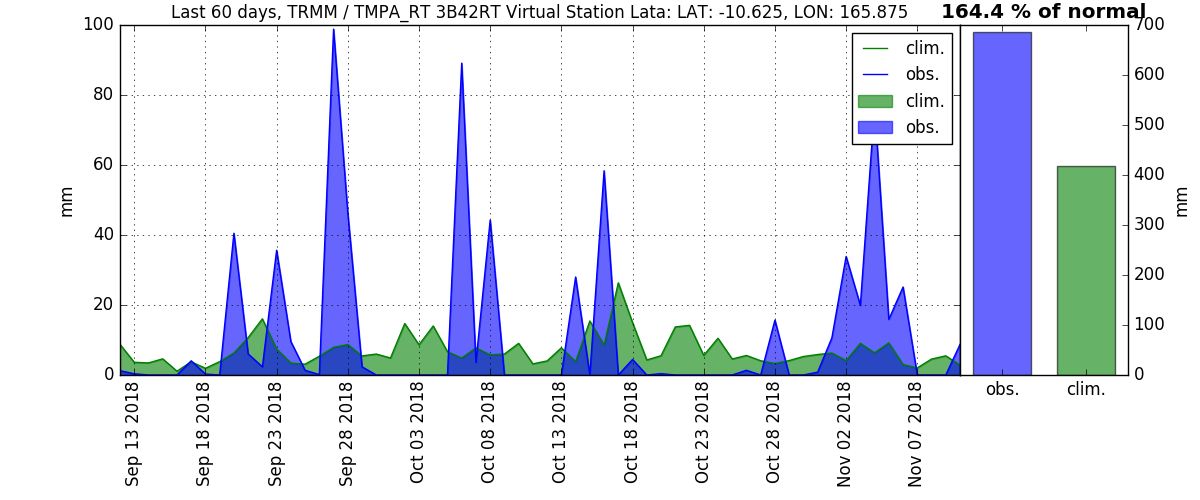 Last 60 days, TRMM / TMPA_RT 3B42RT Virtual Station Lata: LAT: -10.625, LON: 165.875
164.4 % of normal
100
80
60
40
20
0
mm
clim.
obs.
clim.
obs.
Sep 13 2018
Sep 18 2018
Sep 23 2018
Sep 28 2018
Oct 03 2018
Oct 08 2018
Oct 13 2018
Oct 18 2018
Oct 23 2018
Oct 28 2018
Nov 02 2018
Nov 07 2018
700
600
500
400
300
200
100
0
mm
obs.
clim.